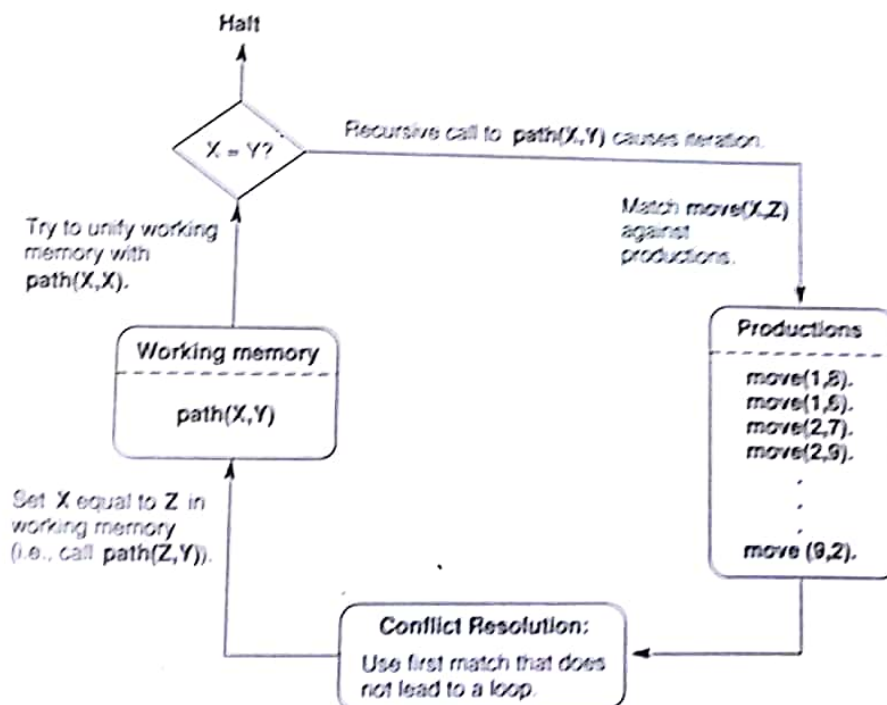 Halt
X = Y?
Recursive call to path(X,Y) causes iteration.
Try to unify working
memory with
path(X,X).
Match move(X,Z)
against
productions.
Working memory
path(X,Y)
Productions
move(1,8).
move(1,6).
move(2,7).
move(2,9).
.
.
.
move (9,2).
Set X equal to Z in
working memory
(i.e., call path(Z,Y)).
Conflict Resolution:
Use first match that does
not lead to a loop.